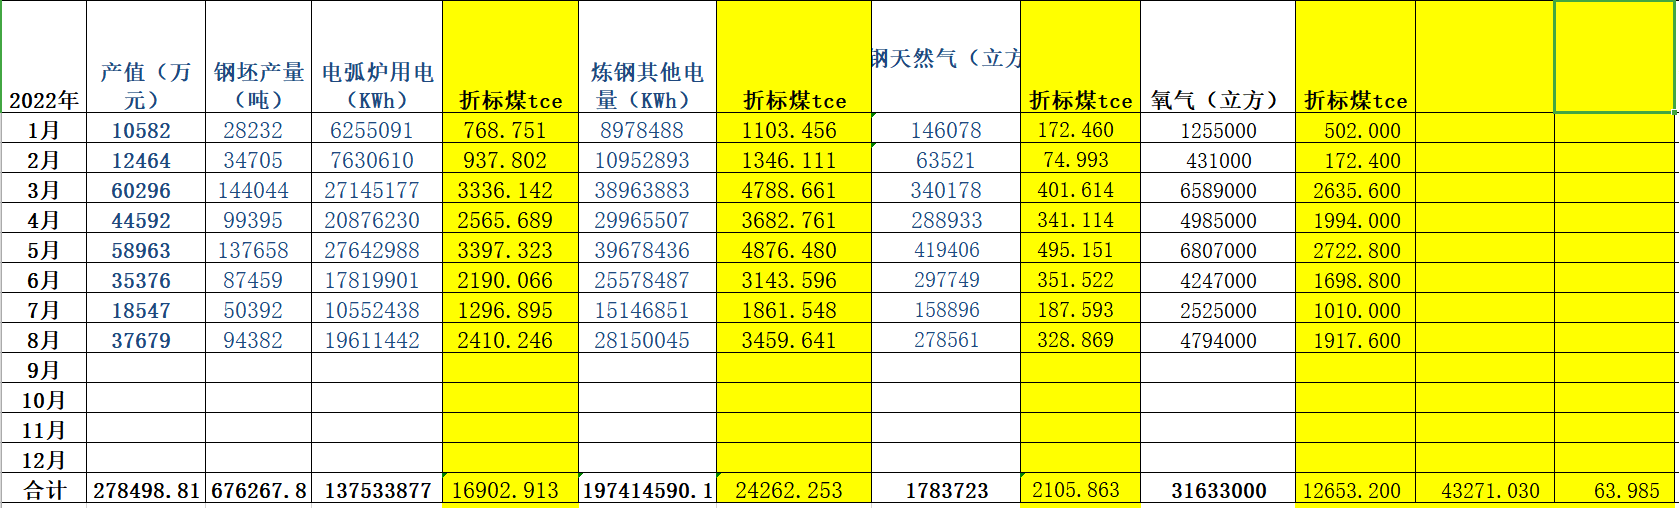 2022年 产值（万元） 钢坯产量（吨） 电弧炉用电（KWh） 折标煤tce 炼钢其他电量（KWh） 折标煤tce 钢天然气（立方 折标煤tce 氧气（立方） 折标煤tce
1月 10582 28232 6255091 768.751 8978488 1103.456 146078 172.460 1255000 502.000
2月 12464 34705 7630610 937.802 10952893 1346.111 63521 74.993 431000 172.400
3月 60296 144044 27145177 3336.142 38963883 4788.661 340178 401.614 6589000 2635.600
4月 44592 99395 20876230 2565.689 29965507 3682.761 288933 341.114 4985000 1994.000
5月 58963 137658 27642988 3397.323 39678436 4876.480 419406 495.151 6807000 2722.800
6月 35376 87459 17819901 2190.066 25578487 3143.596 297749 351.522 4247000 1698.800
7月 18547 50392 10552438 1296.895 15146851 1861.548 158896 187.593 2525000 1010.000
8月 37679 94382 19611442 2410.246 28150045 3459.641 278561 328.869 4794000 1917.600
9月
10月
11月
12月
合计 278498.81 676267.8 137533877 16902.913 197414590.1 24262.253 1783723 2105.863 31633000 12653.200 43271.030 63.985